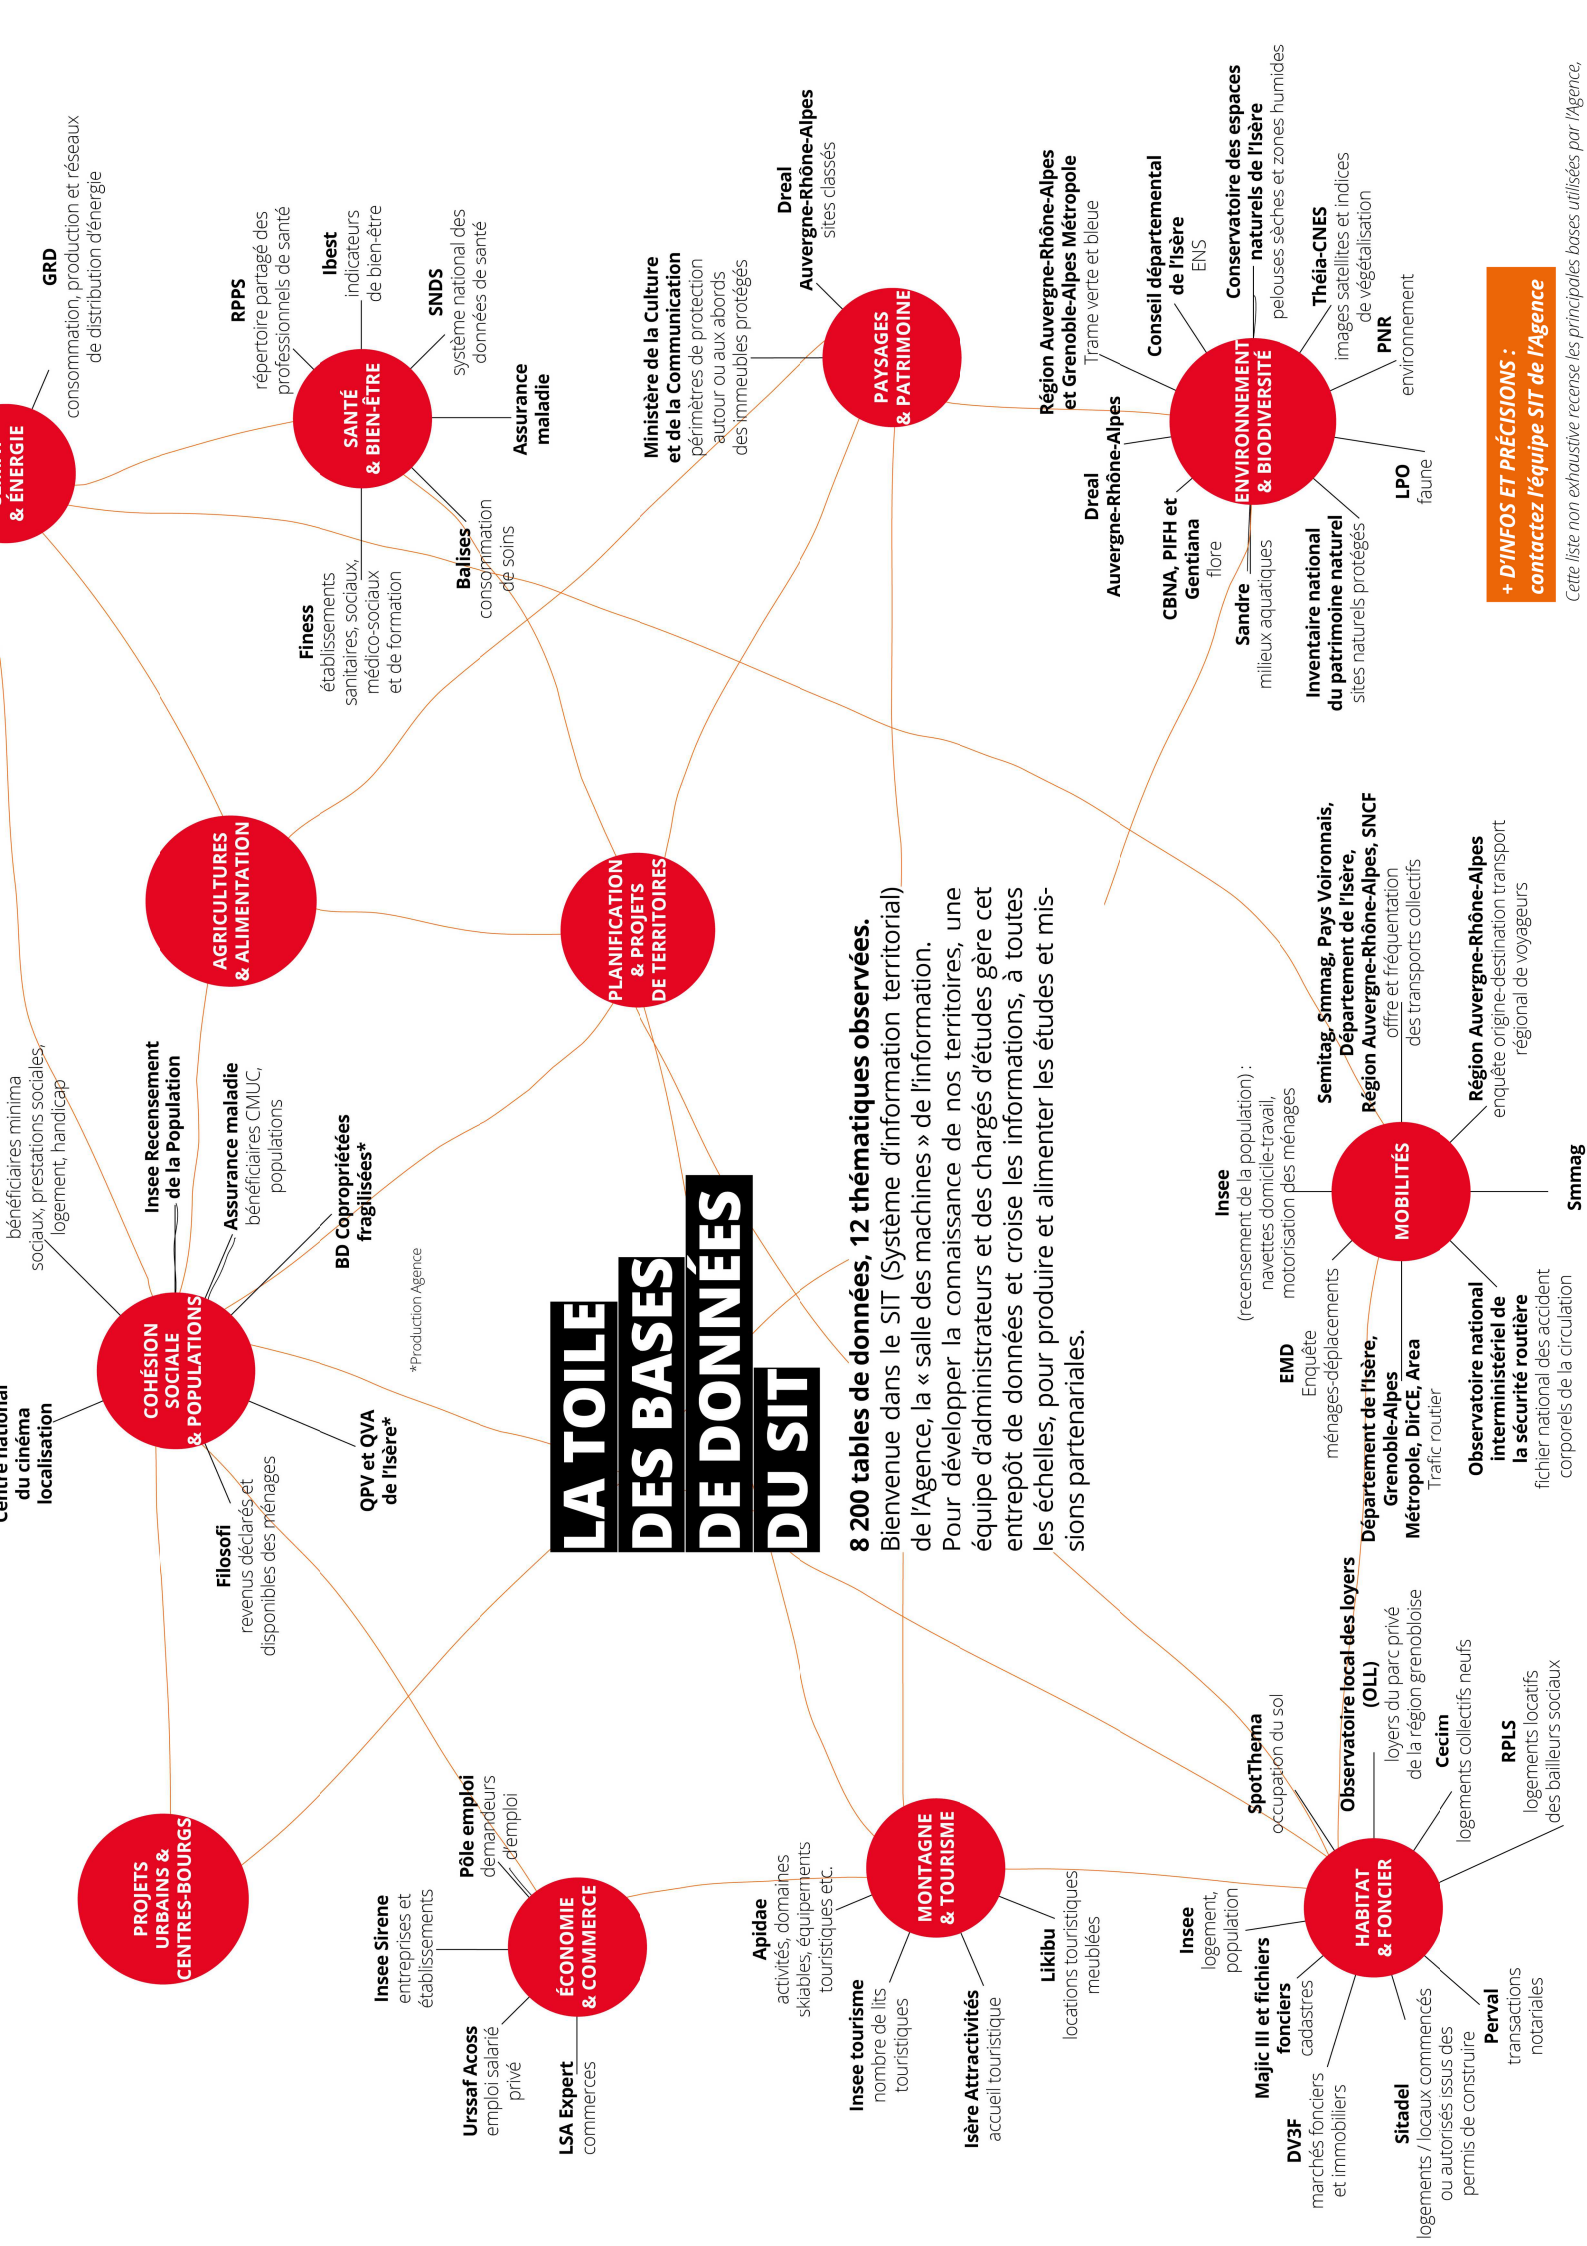 LA TOILE
DES BASES
DE DONNÉES
DU SIT
8 200 tables de données, 12 thématiques observées.
Bienvenue dans le SIT (Système d'information territorial)
de l'Agence, la « salle des machines » de l'information.
Pour développer la connaissance de nos territoires, une
équipe d'administrateurs et des chargés d'études gère cet
entrepôt de données et croise les informations, à toutes
les échelles, pour produire et alimenter les études et mis-
sions partenariales.
PROJETS
URBAINS &
CENTRES-BOURGS
du cinéma
localisation
COHÉSION
SOCIALE
& POPULATIONS
bénéficiaires minima
sociaux, prestations sociales,
logement, handicap
Insee Recensement
de la Population
Assurance maladie
bénéficiaires CMUC,
populations
BD Copropriétées
fragilisées*
*Production Agence
QPV et QVA
de l'Isère*
Filosofi
revenus déclarés et
disponibles des ménages
AGRICULTURES
& ALIMENTATION
& ÉNERGIE
GRD
consommation, production et réseaux
de distribution d'énergie
SANTÉ
& BIEN-ÊTRE
RPPS
répertoire partagé des
professionnels de santé
Ibest
indicateurs
de bien-être
SNDS
système national des
données de santé
Assurance
maladie
Balises
consommation
de soins
Finess
établissements
sanitaires, sociaux,
médico-sociaux
et de formation
PLANIFICATION
& PROJETS
DE TERRITOIRES
ÉCONOMIE
& COMMERCE
Insee Sirene
entreprises et
établissements
Pôle emploi
demandeurs
d'emploi
Urssaf Acoss
emploi salarié
privé
LSA Expert
commerces
PAYSAGES
& PATRIMOINE
Ministère de la Culture
et de la Communication
périmètres de protection
autour ou aux abords
des immeubles protégés
Dreal
Auvergne-Rhône-Alpes
sites classés
MONTAGNE
& TOURISME
Apidae
activités, domaines
skiables, équipements
touristiques etc.
Insee tourisme
nombre de lits
touristiques
Isère Attractivités
accueil touristique
Likibu
locations touristiques
meublées
ENVIRONNEMENT
& BIODIVERSITÉ
Région Auvergne-Rhône-Alpes
et Grenoble-Alpes Métropole
Trame verte et bleue
Conseil départemental
de l'Isère
ENS
Conservatoire des espaces
naturels de l'Isère
pelouses sèches et zones humides
Théia-CNES
images satellites et indices
de végétalisation
PNR
environnement
LPO
faune
Inventaire national
du patrimoine naturel
sites naturels protégés
Sandre
milieux aquatiques
CBNA, PIFH et
Gentiana
flore
Dreal
Auvergne-Rhône-Alpes
MOBILITÉS
Insee
(recensement de la population) :
navettes domicile-travail,
motorisation des ménages
Semitag, Smmag, Pays Voironnais,
Département de l'Isère,
Région Auvergne-Rhône-Alpes, SNCF
offre et fréquentation
des transports collectifs
Région Auvergne-Rhône-Alpes
enquête origine-destination transport
régional de voyageurs
Smmag
Observatoire national
interministériel de
la sécurité routière
fichier national des accident
corporels de la circulation
Département de l'Isère,
Grenoble-Alpes
Métropole, DirCE, Area
Trafic routier
EMD
Enquête
ménages-déplacements
HABITAT
& FONCIER
SpotThema
occupation du sol
Observatoire local des loyers
(OLL)
loyers du parc privé
de la région grenobloise
Cecim
logements collectifs neufs
RPLS
logements locatifs
des bailleurs sociaux
Perval
transactions
notariales
Sitadel
logements / locaux commencés
ou autorisés issus des
permis de construire
DV3F
marchés fonciers
et immobiliers
Majic III et fichiers
fonciers
cadastres
Insee
logement,
population
+ D'INFOS ET PRÉCISIONS :
contactez l'équipe SIT de l'Agence
Cette liste non exhaustive recense les principales bases utilisées par l'Agence,